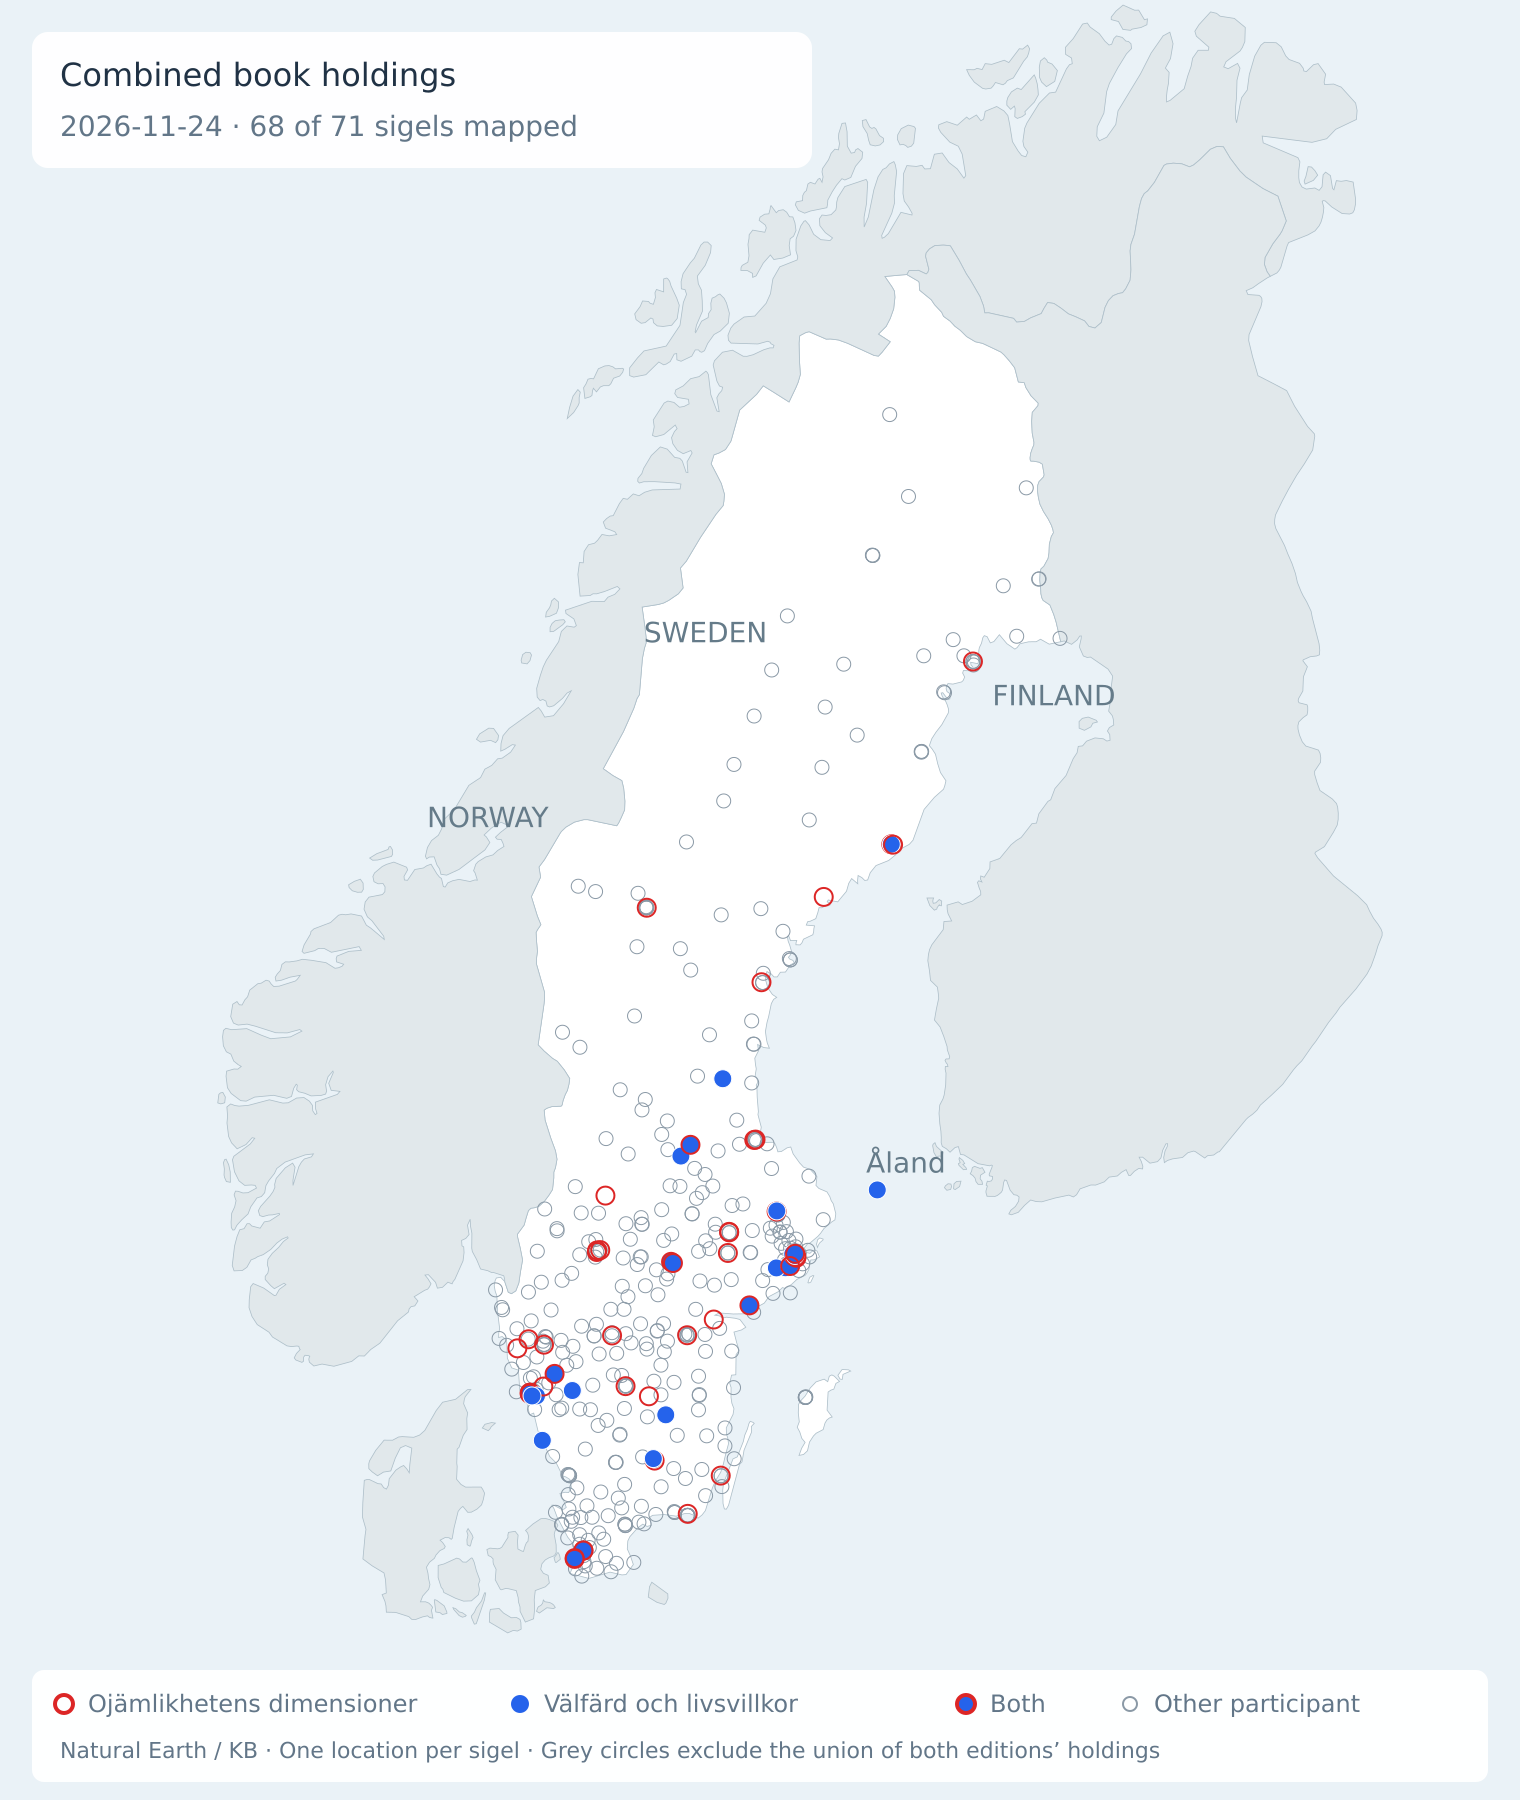 Combined book holdings
2026-11-24 · 68 of 71 sigels mapped
SWEDEN
FINLAND
NORWAY
Åland
Ojämlikhetens dimensioner
Välfärd och livsvillkor
Both
Other participant
Natural Earth / KB · One location per sigel · Grey circles exclude the union of both editions’ holdings